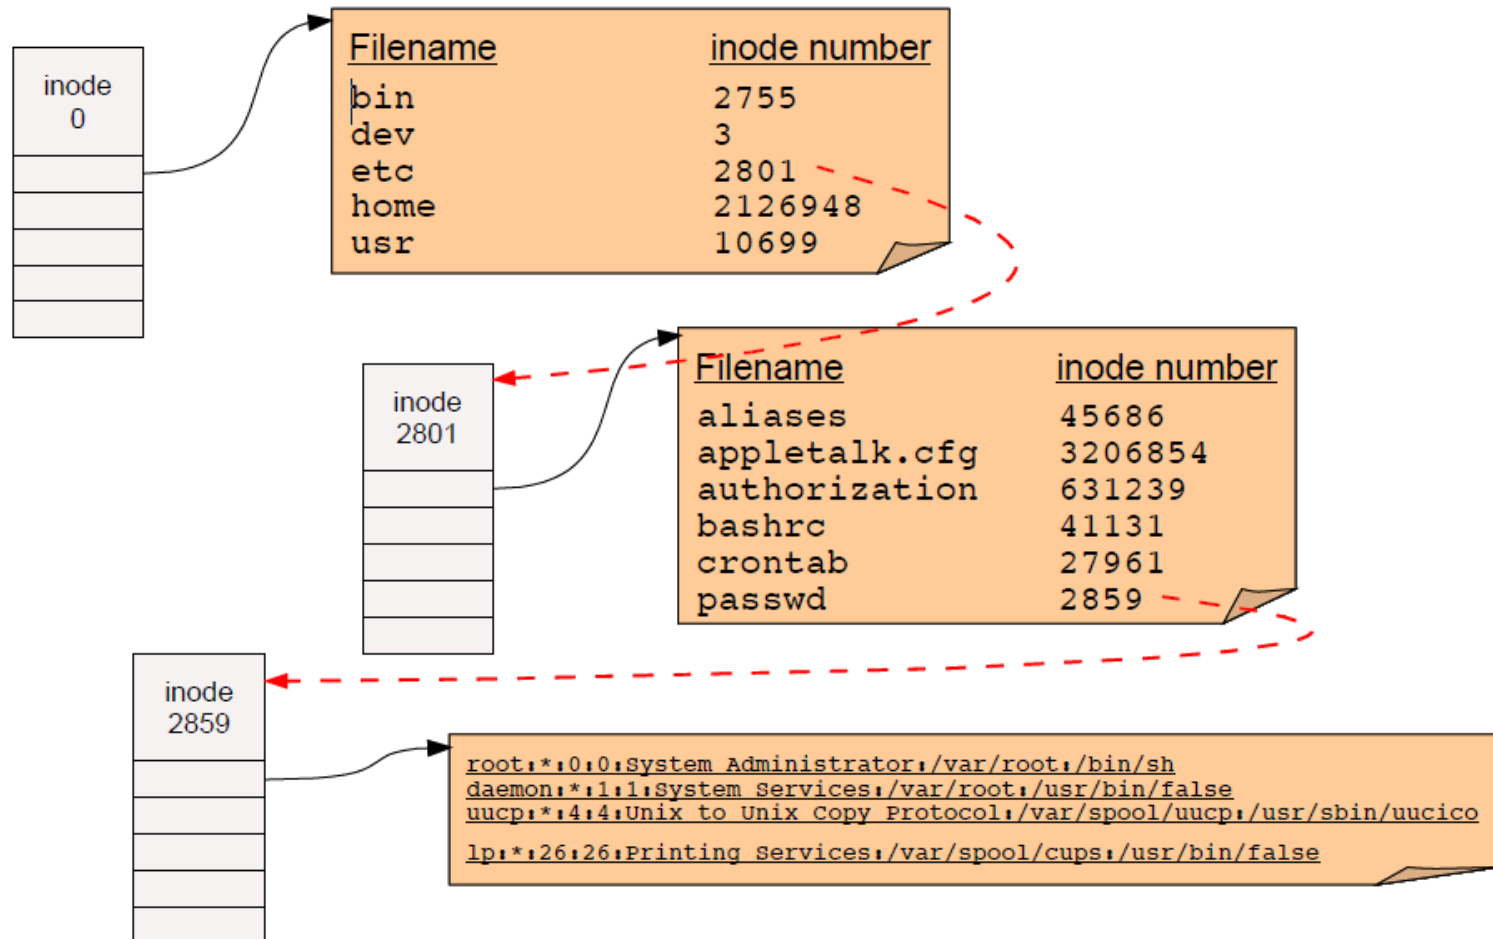 inode
0
Filename inode number
bin 2755
dev 3
etc 2801
home 2126948
usr 10699
inode
2801
Filename inode number
aliases 45686
appletalk.cfg 3206854
authorization 631239
bashrc 41131
crontab 27961
passwd 2859
inode
2859
root:*:0:0:System Administrator:/var/root:/bin/sh
daemon:*:1:1:System Services:/var/root:/usr/bin/false
uucp:*:4:4:Unix to Unix Copy Protocol:/var/spool/uucp:/usr/sbin/uucico
lp:*:26:26:Printing Services:/var/spool/cups:/usr/bin/false